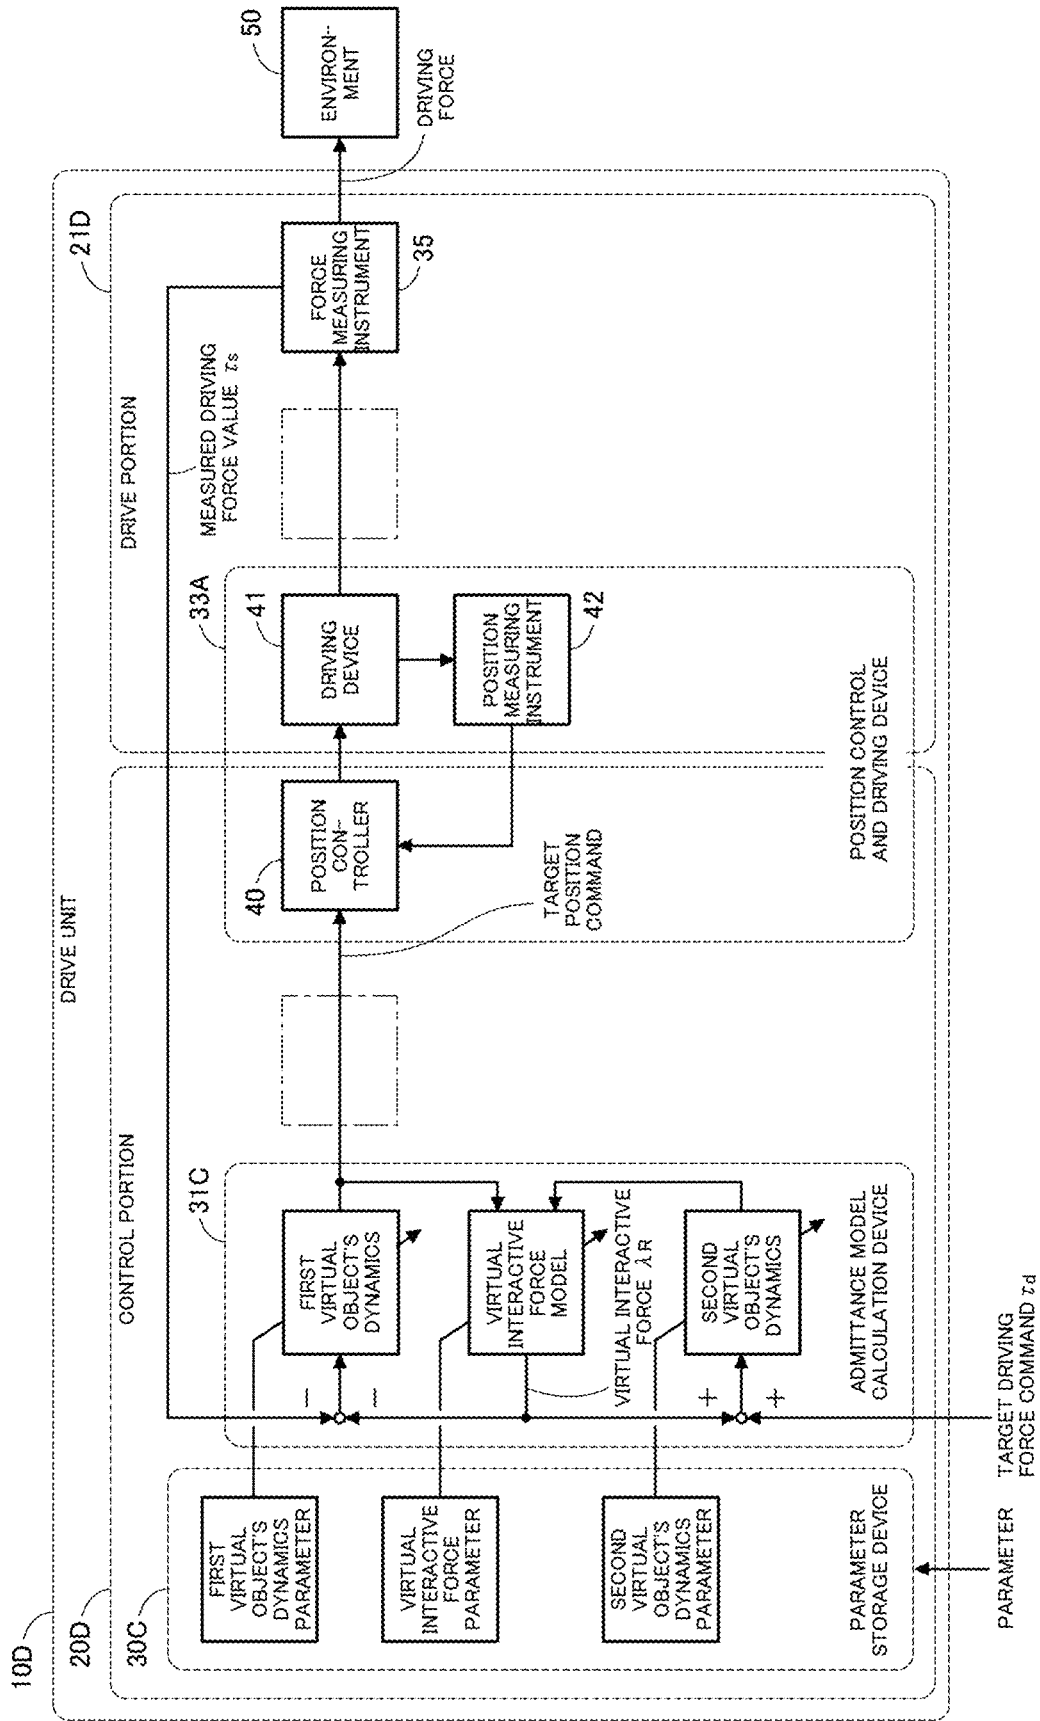 10D
DRIVE UNIT
20D
CONTROL PORTION
30C
FIRST
VIRTUAL
OBJECT'S
DYNAMICS
PARAMETER
VIRTUAL
INTERACTIVE
FORCE
PARAMETER
SECOND
VIRTUAL
OBJECT'S
DYNAMICS
PARAMETER
PARAMETER
STORAGE DEVICE
PARAMETER
31C
FIRST
VIRTUAL
OBJECT'S
DYNAMICS
−
−
VIRTUAL
INTERACTIVE
FORCE
MODEL
VIRTUAL INTERACTIVE
FORCE λR
SECOND
VIRTUAL
OBJECT'S
DYNAMICS
+
+
ADMITTANCE MODEL
CALCULATION DEVICE
TARGET DRIVING
FORCE COMMAND τd
40
POSITION
CON-
TROLLER
TARGET
POSITION
COMMAND
33A
41
DRIVING
DEVICE
POSITION
MEASURING
INSTRUMENT
42
POSITION CONTROL
AND DRIVING DEVICE
DRIVE PORTION
21D
MEASURED DRIVING
FORCE VALUE τs
FORCE
MEASURING
INSTRUMENT
35
50
ENVIRON-
MENT
DRIVING
FORCE